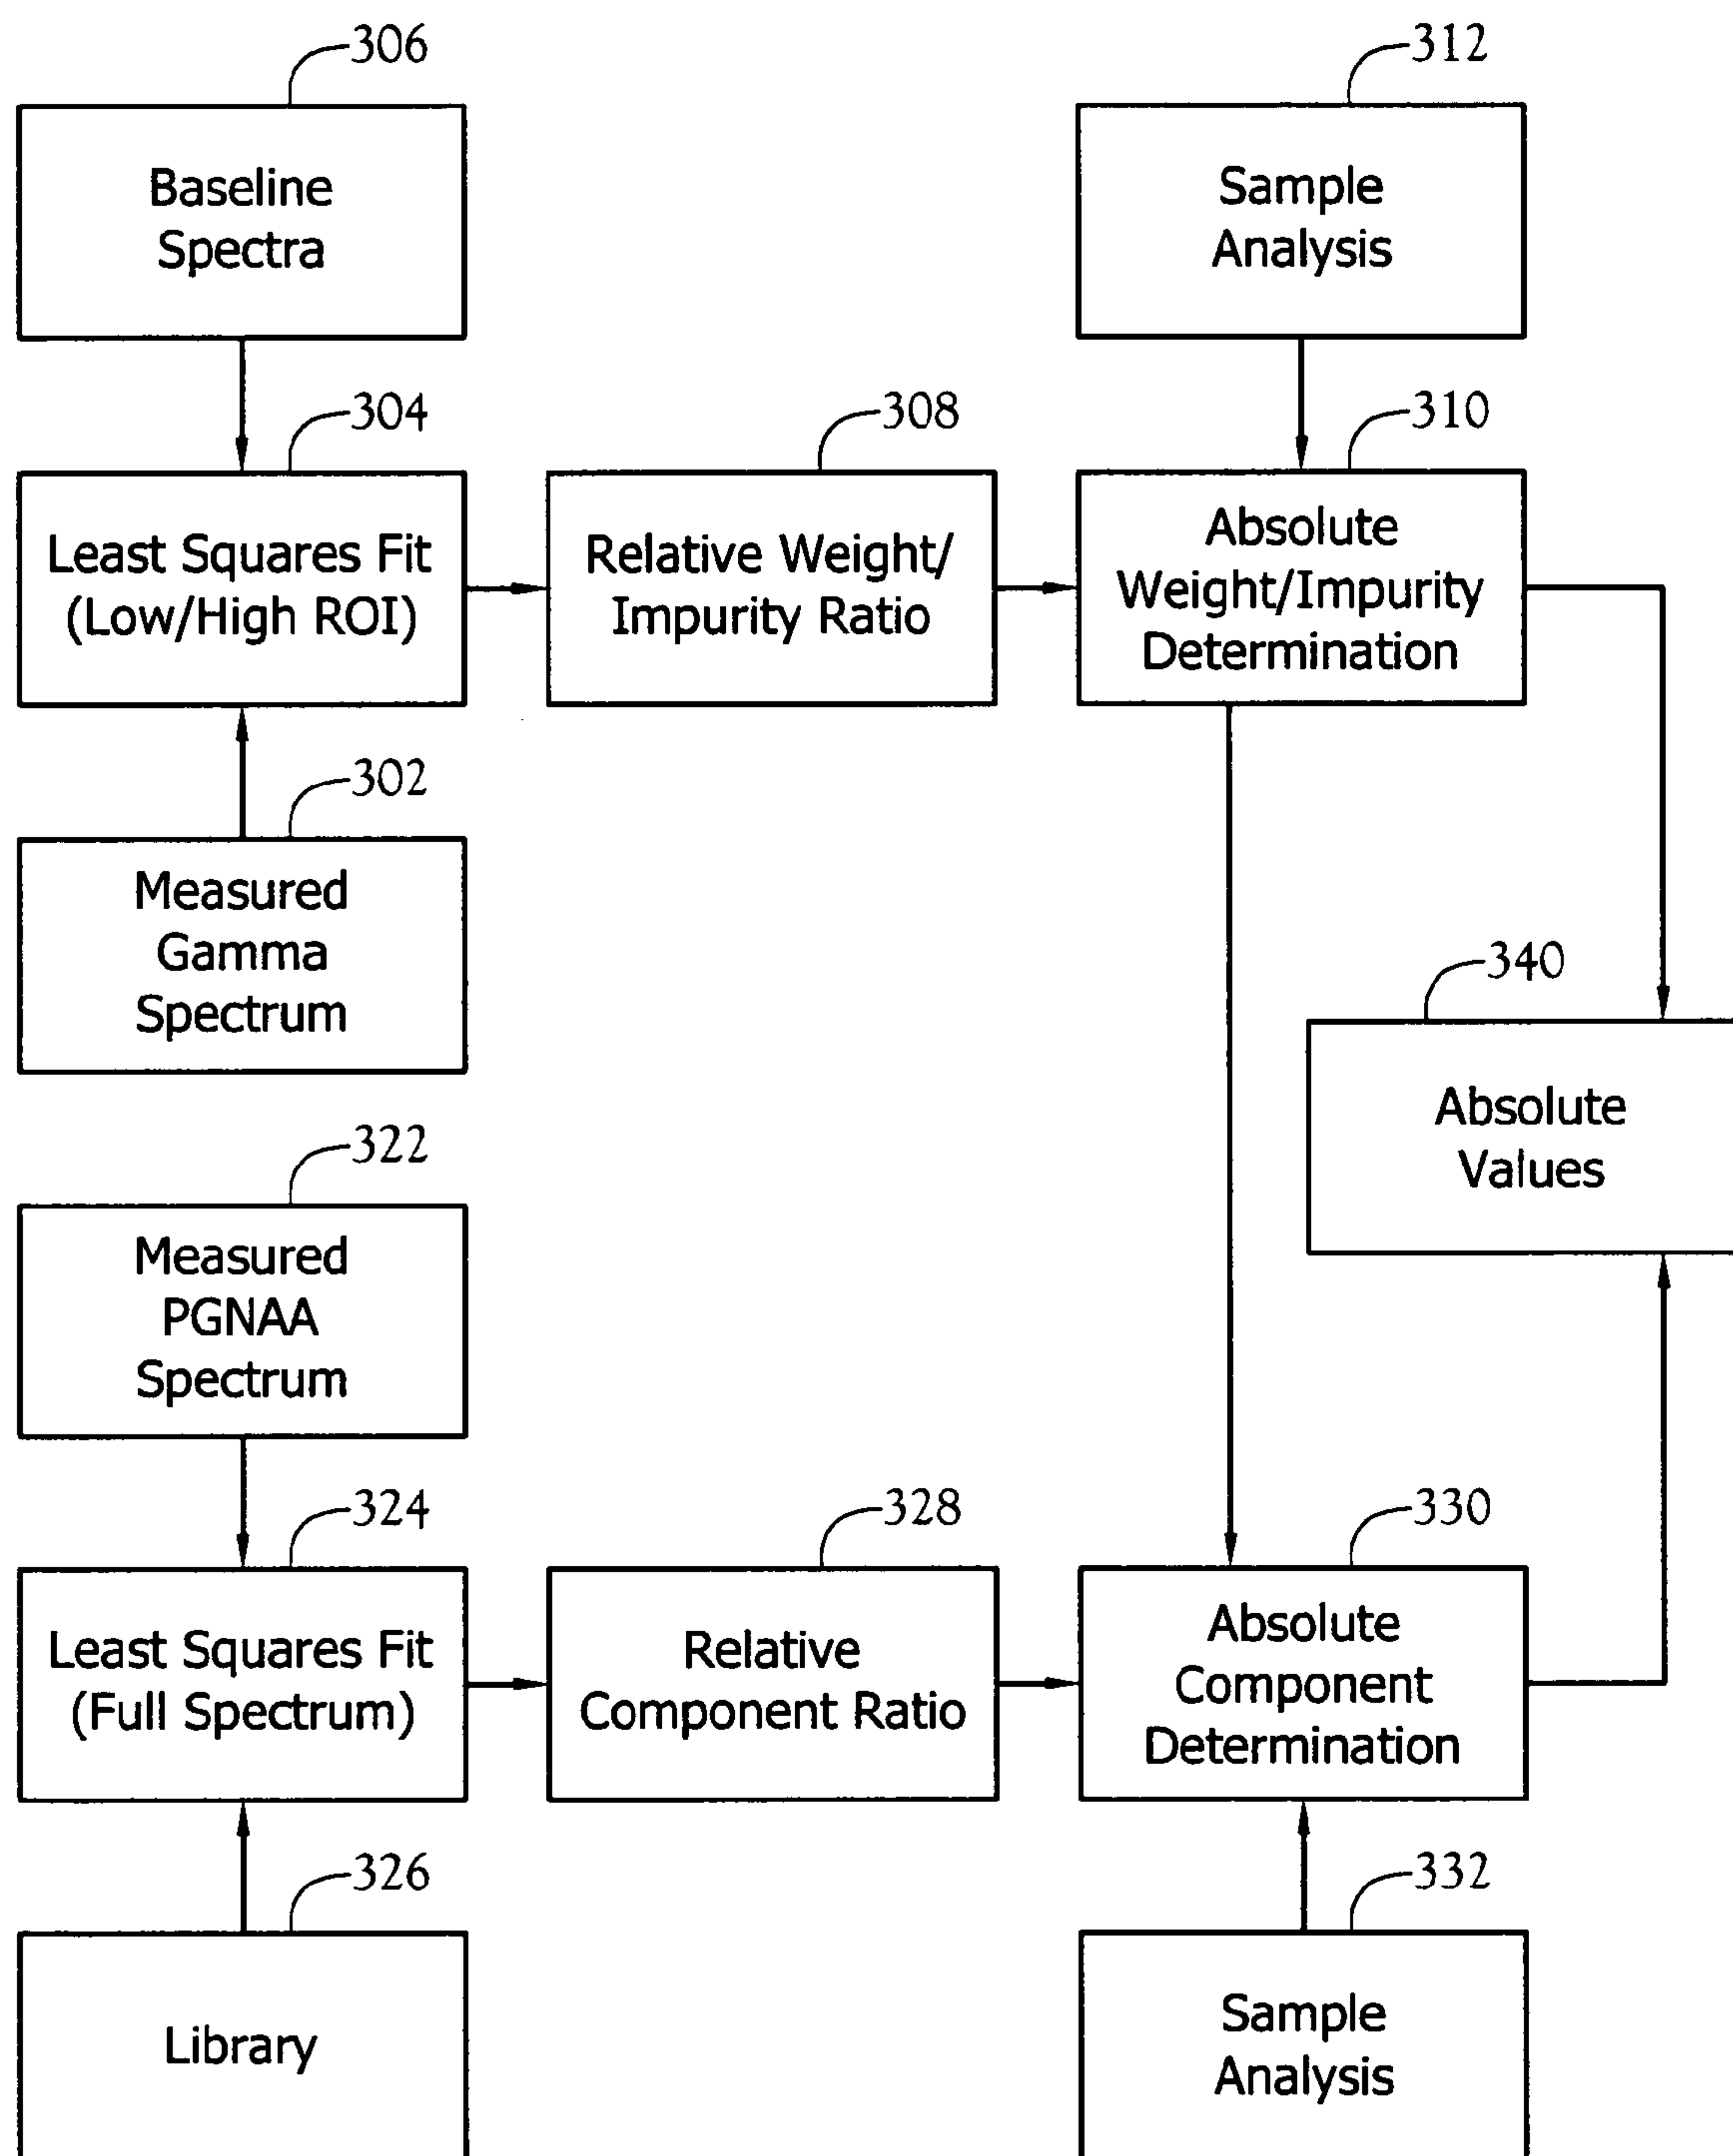 306
Baseline
Spectra
312
Sample
Analysis
304
Least Squares Fit
(Low/High ROI)
308
Relative Weight/
Impurity Ratio
310
Absolute
Weight/Impurity
Determination
302
Measured
Gamma
Spectrum
340
Absolute
Values
322
Measured
PGNAA
Spectrum
324
Least Squares Fit
(Full Spectrum)
328
Relative
Component Ratio
330
Absolute
Component
Determination
326
Library
332
Sample
Analysis